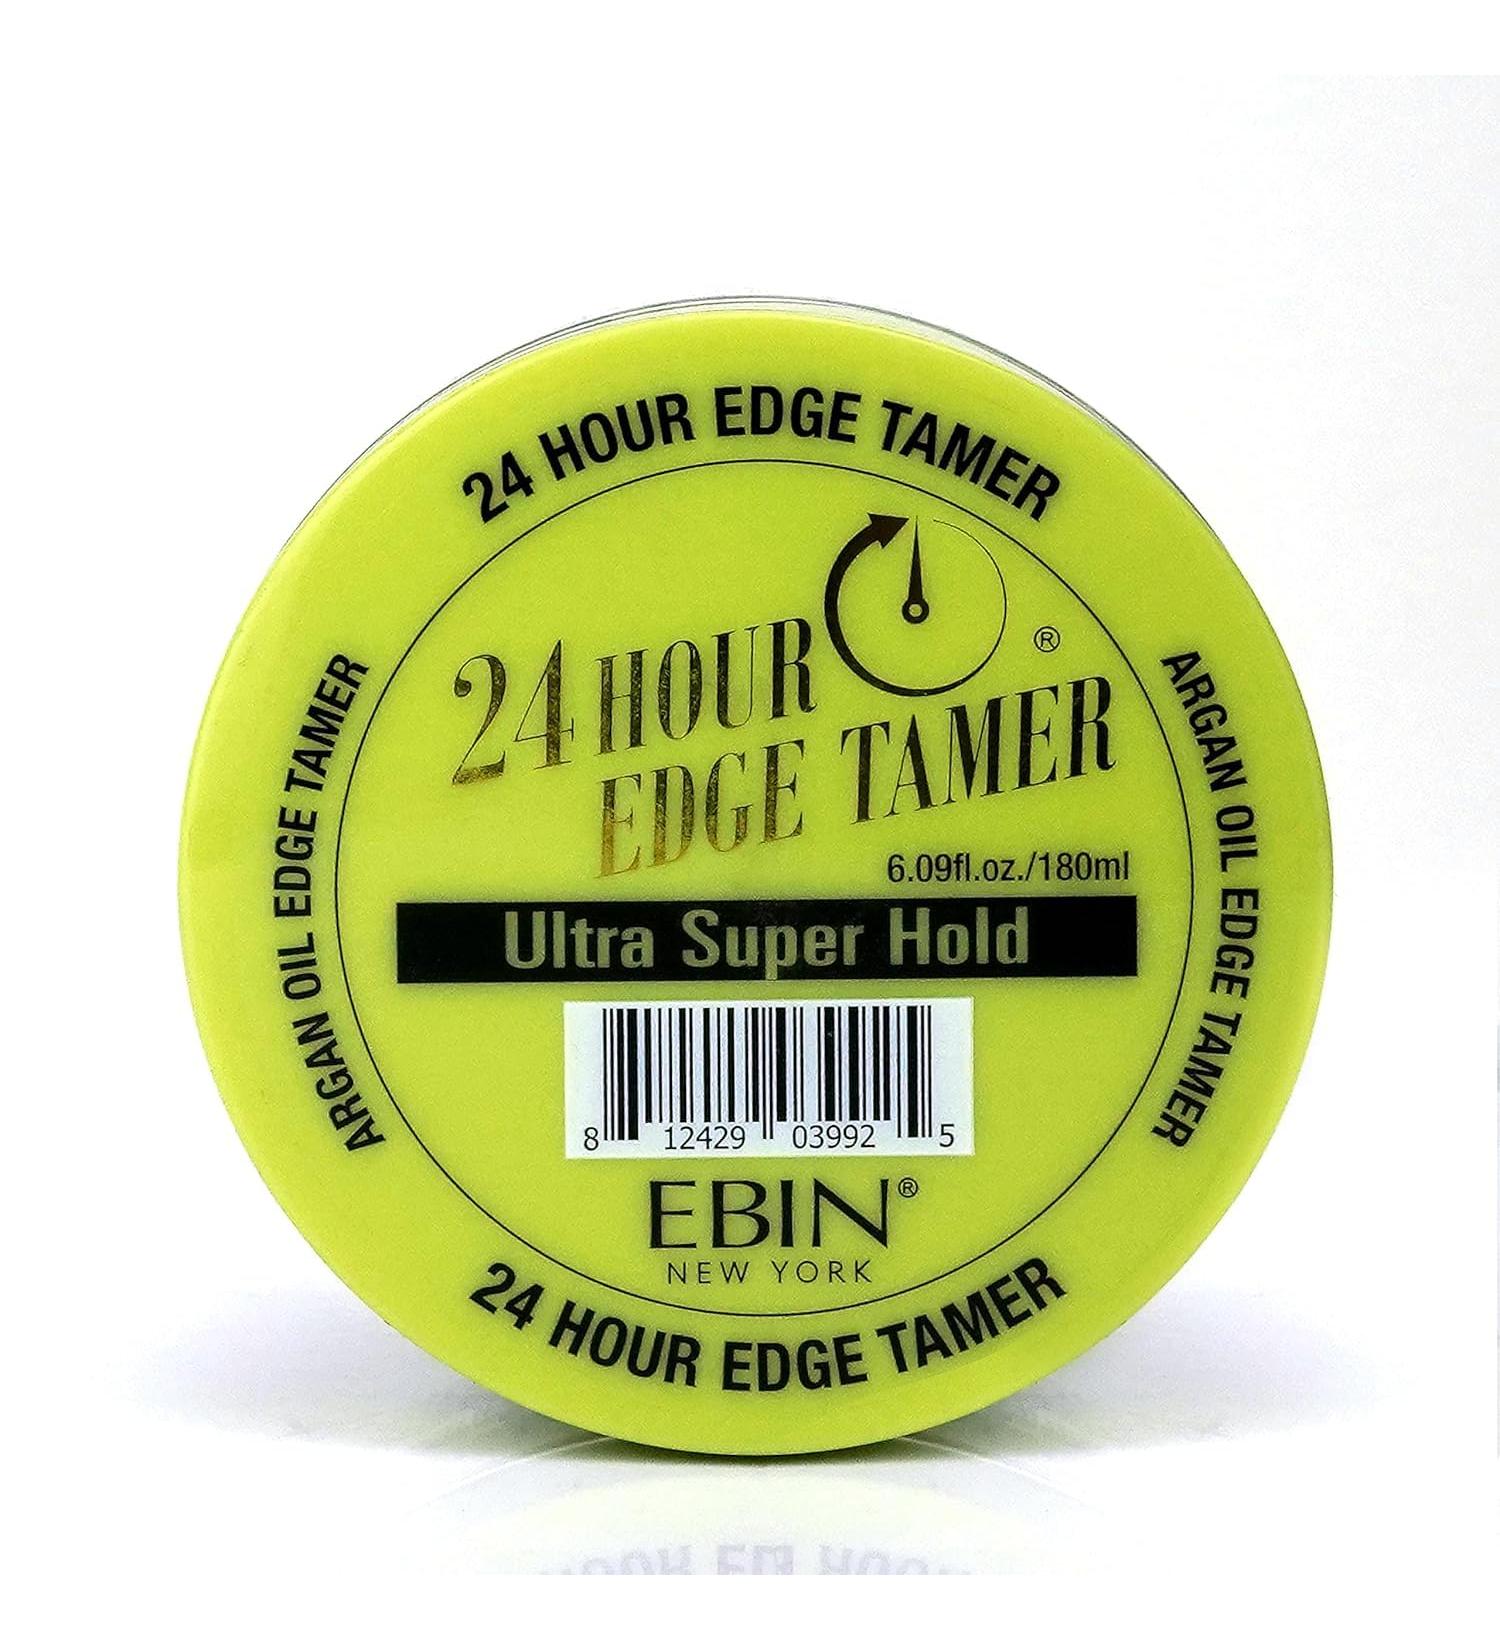 24 HOUR EDGE TAMER
24 HOUR
EDGE TAMER ®
6.09fl.oz./180ml
Ultra Super Hold
8 12429 03992 5
EBIN®
NEW YORK
24 HOUR EDGE TAMER
ARGAN OIL EDGE TAMER
ARGAN OIL EDGE TAMER